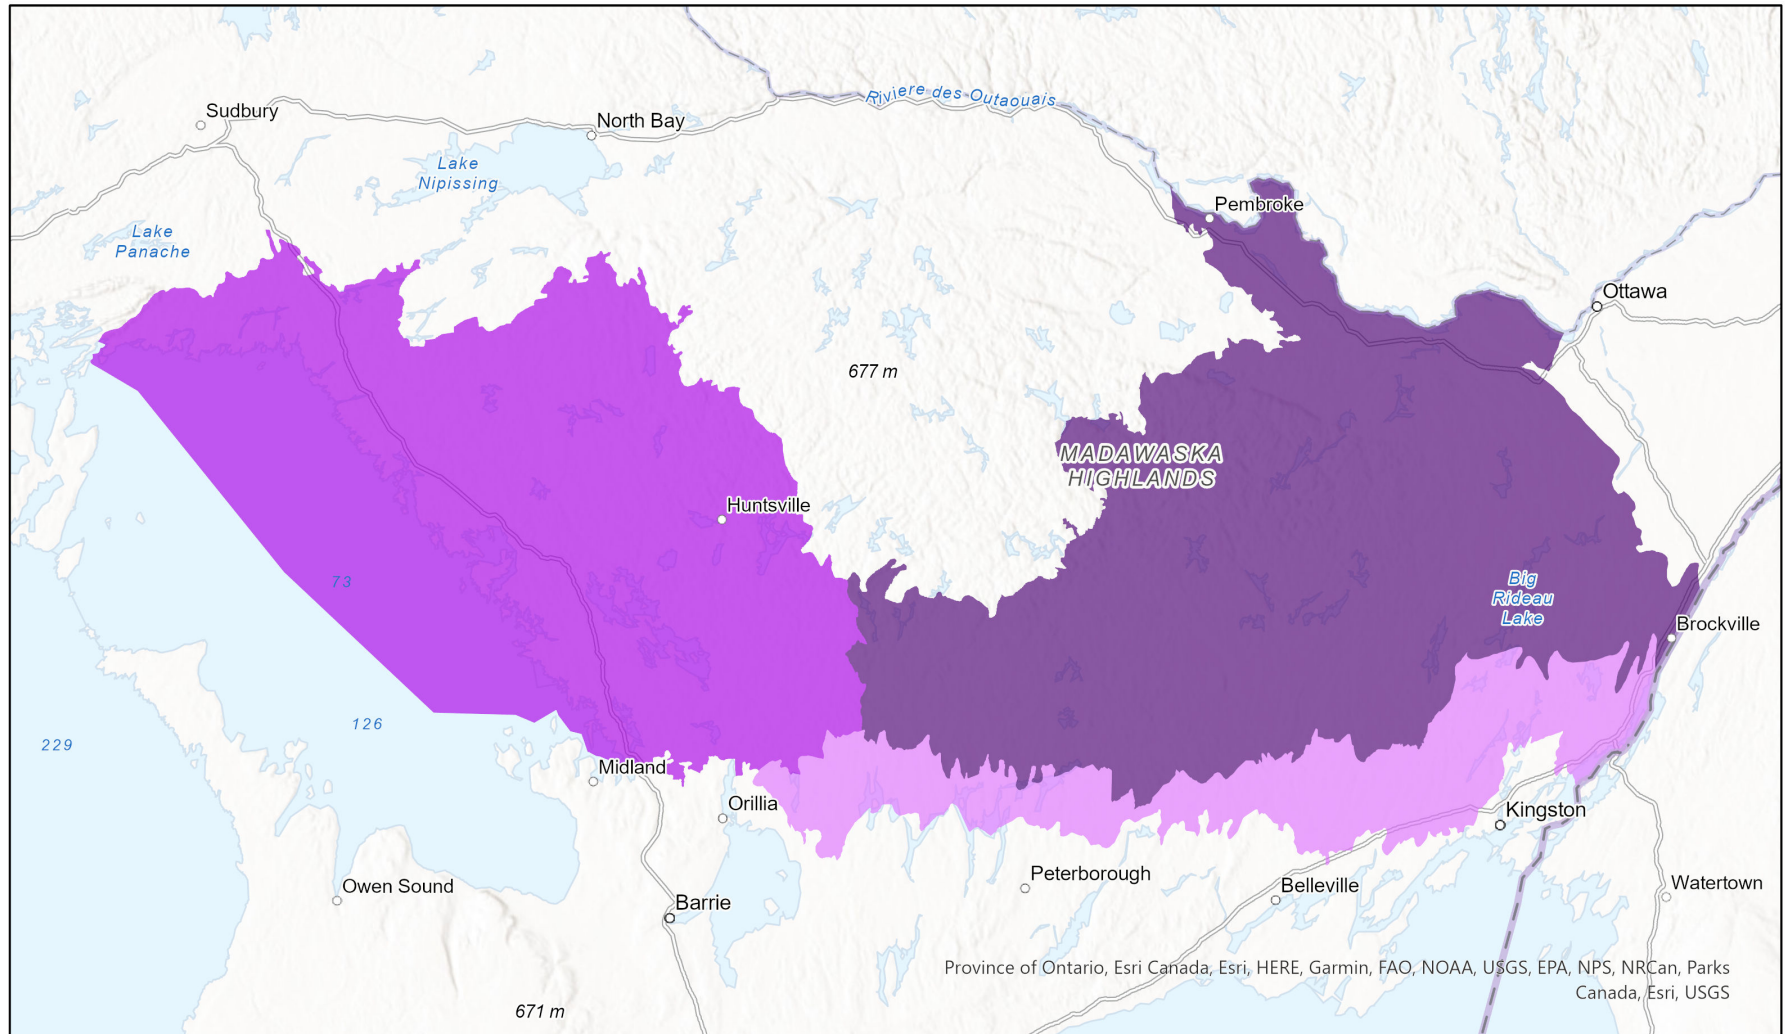 Riviere des Outaouais
Sudbury
North Bay
Lake
Nipissing
Pembroke
Lake
Panache
Ottawa
677 m
MADAWASKA
HIGHLANDS
Huntsville
73
Big
Rideau
Lake
Brockville
126
229
Midland
Orillia
Kingston
Peterborough
Belleville
Owen Sound
Watertown
Barrie
Province of Ontario, Esri Canada, Esri, HERE, Garmin, FAO, NOAA, USGS, EPA, NPS, NRCan, Parks
Canada, Esri, USGS
671 m